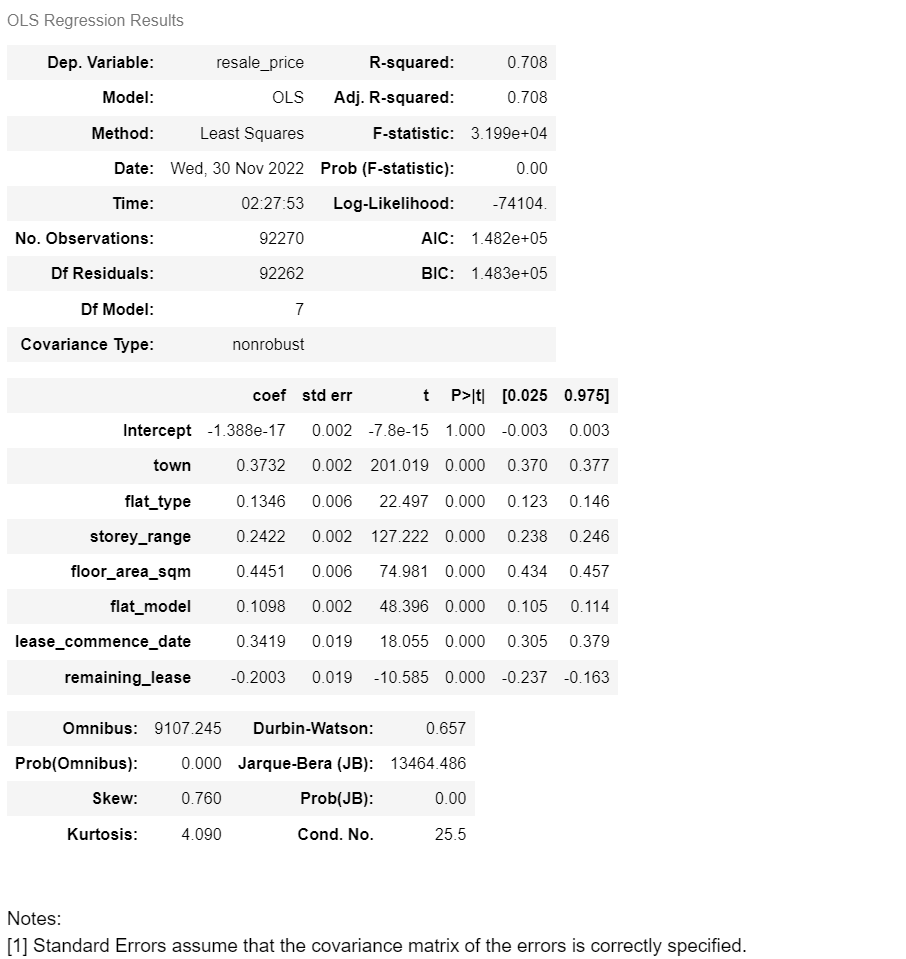 OLS Regression Results
Dep. Variable: resale_price R-squared: 0.708
Model: OLS Adj. R-squared: 0.708
Method: Least Squares F-statistic: 3.199e+04
Date: Wed, 30 Nov 2022 Prob (F-statistic): 0.00
Time: 02:27:53 Log-Likelihood: -74104.
No. Observations: 92270 AIC: 1.482e+05
Df Residuals: 92262 BIC: 1.483e+05
Df Model: 7
Covariance Type: nonrobust
coef std err t P>|t| [0.025 0.975]
Intercept -1.388e-17 0.002 -7.8e-15 1.000 -0.003 0.003
town 0.3732 0.002 201.019 0.000 0.370 0.377
flat_type 0.1346 0.006 22.497 0.000 0.123 0.146
storey_range 0.2422 0.002 127.222 0.000 0.238 0.246
floor_area_sqm 0.4451 0.006 74.981 0.000 0.434 0.457
flat_model 0.1098 0.002 48.396 0.000 0.105 0.114
lease_commence_date 0.3419 0.019 18.055 0.000 0.305 0.379
remaining_lease -0.2003 0.019 -10.585 0.000 -0.237 -0.163
Omnibus: 9107.245 Durbin-Watson: 0.657
Prob(Omnibus): 0.000 Jarque-Bera (JB): 13464.486
Skew: 0.760 Prob(JB): 0.00
Kurtosis: 4.090 Cond. No. 25.5
Notes:
[1] Standard Errors assume that the covariance matrix of the errors is correctly specified.